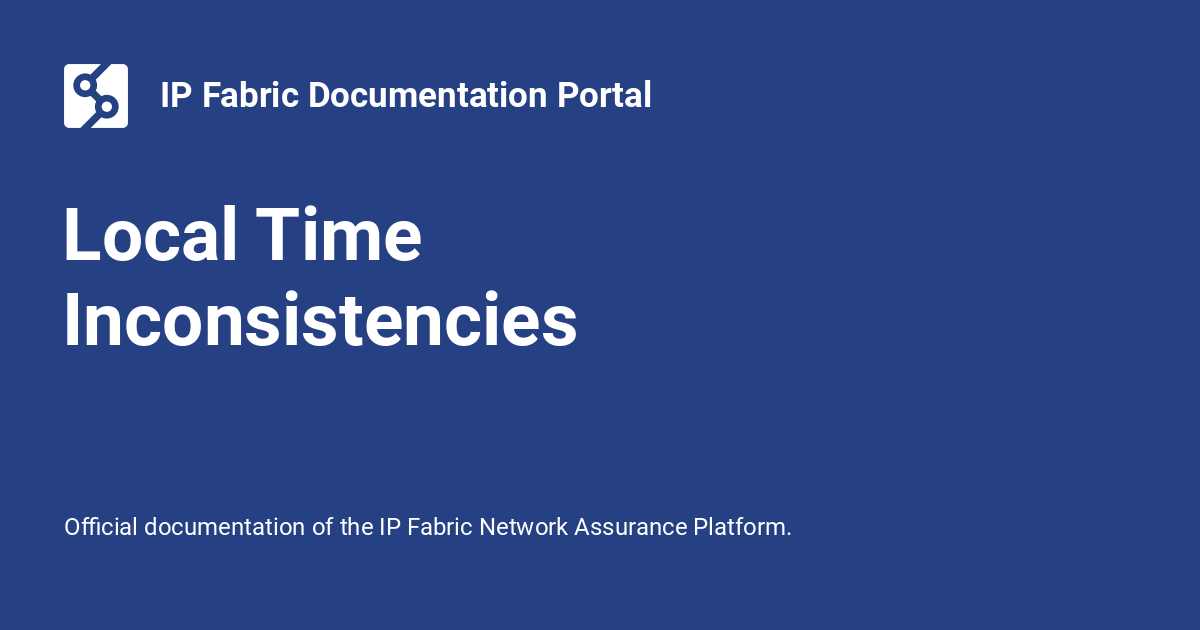 IP Fabric Documentation Portal
Local Time
Inconsistencies
Official documentation of the IP Fabric Network Assurance Platform.